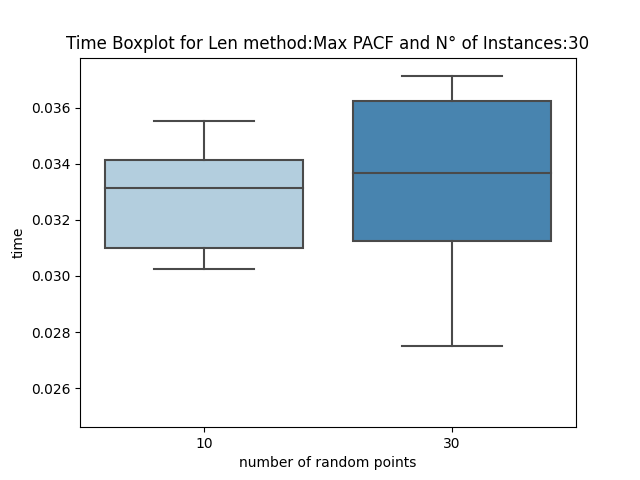 Time Boxplot for Len method:Max PACF and N° of Instances:30
0.036
0.034
0.032
0.030
0.028
0.026
time
10
30
number of random points